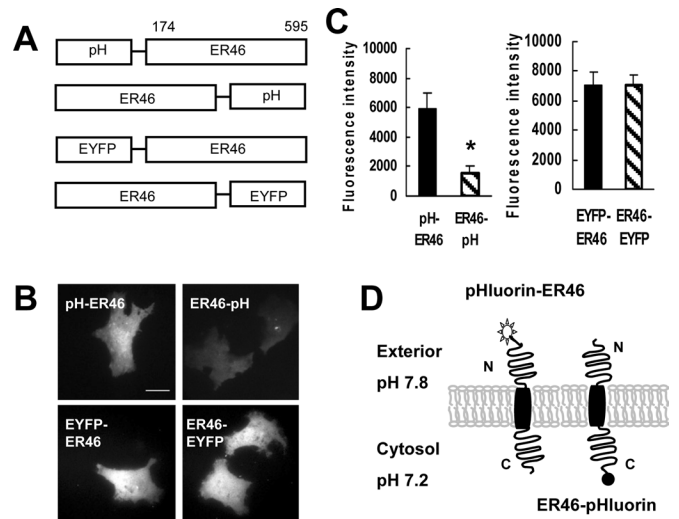 A
174 595
pH ER46
ER46 pH
EYFP ER46
ER46 EYFP
B
pH-ER46
ER46-pH
EYFP-
ER46
ER46-
EYFP
C
Fluorescence intensity
10000
8000
6000
4000
2000
0
*
pH-
ER46
ER46-
pH
Fluorescence intensity
10000
8000
6000
4000
2000
0
EYFP-
ER46
ER46-
EYFP
D
pHluorin-ER46
Exterior
pH 7.8
N
N
Cytosol
pH 7.2
C
C
ER46-pHluorin